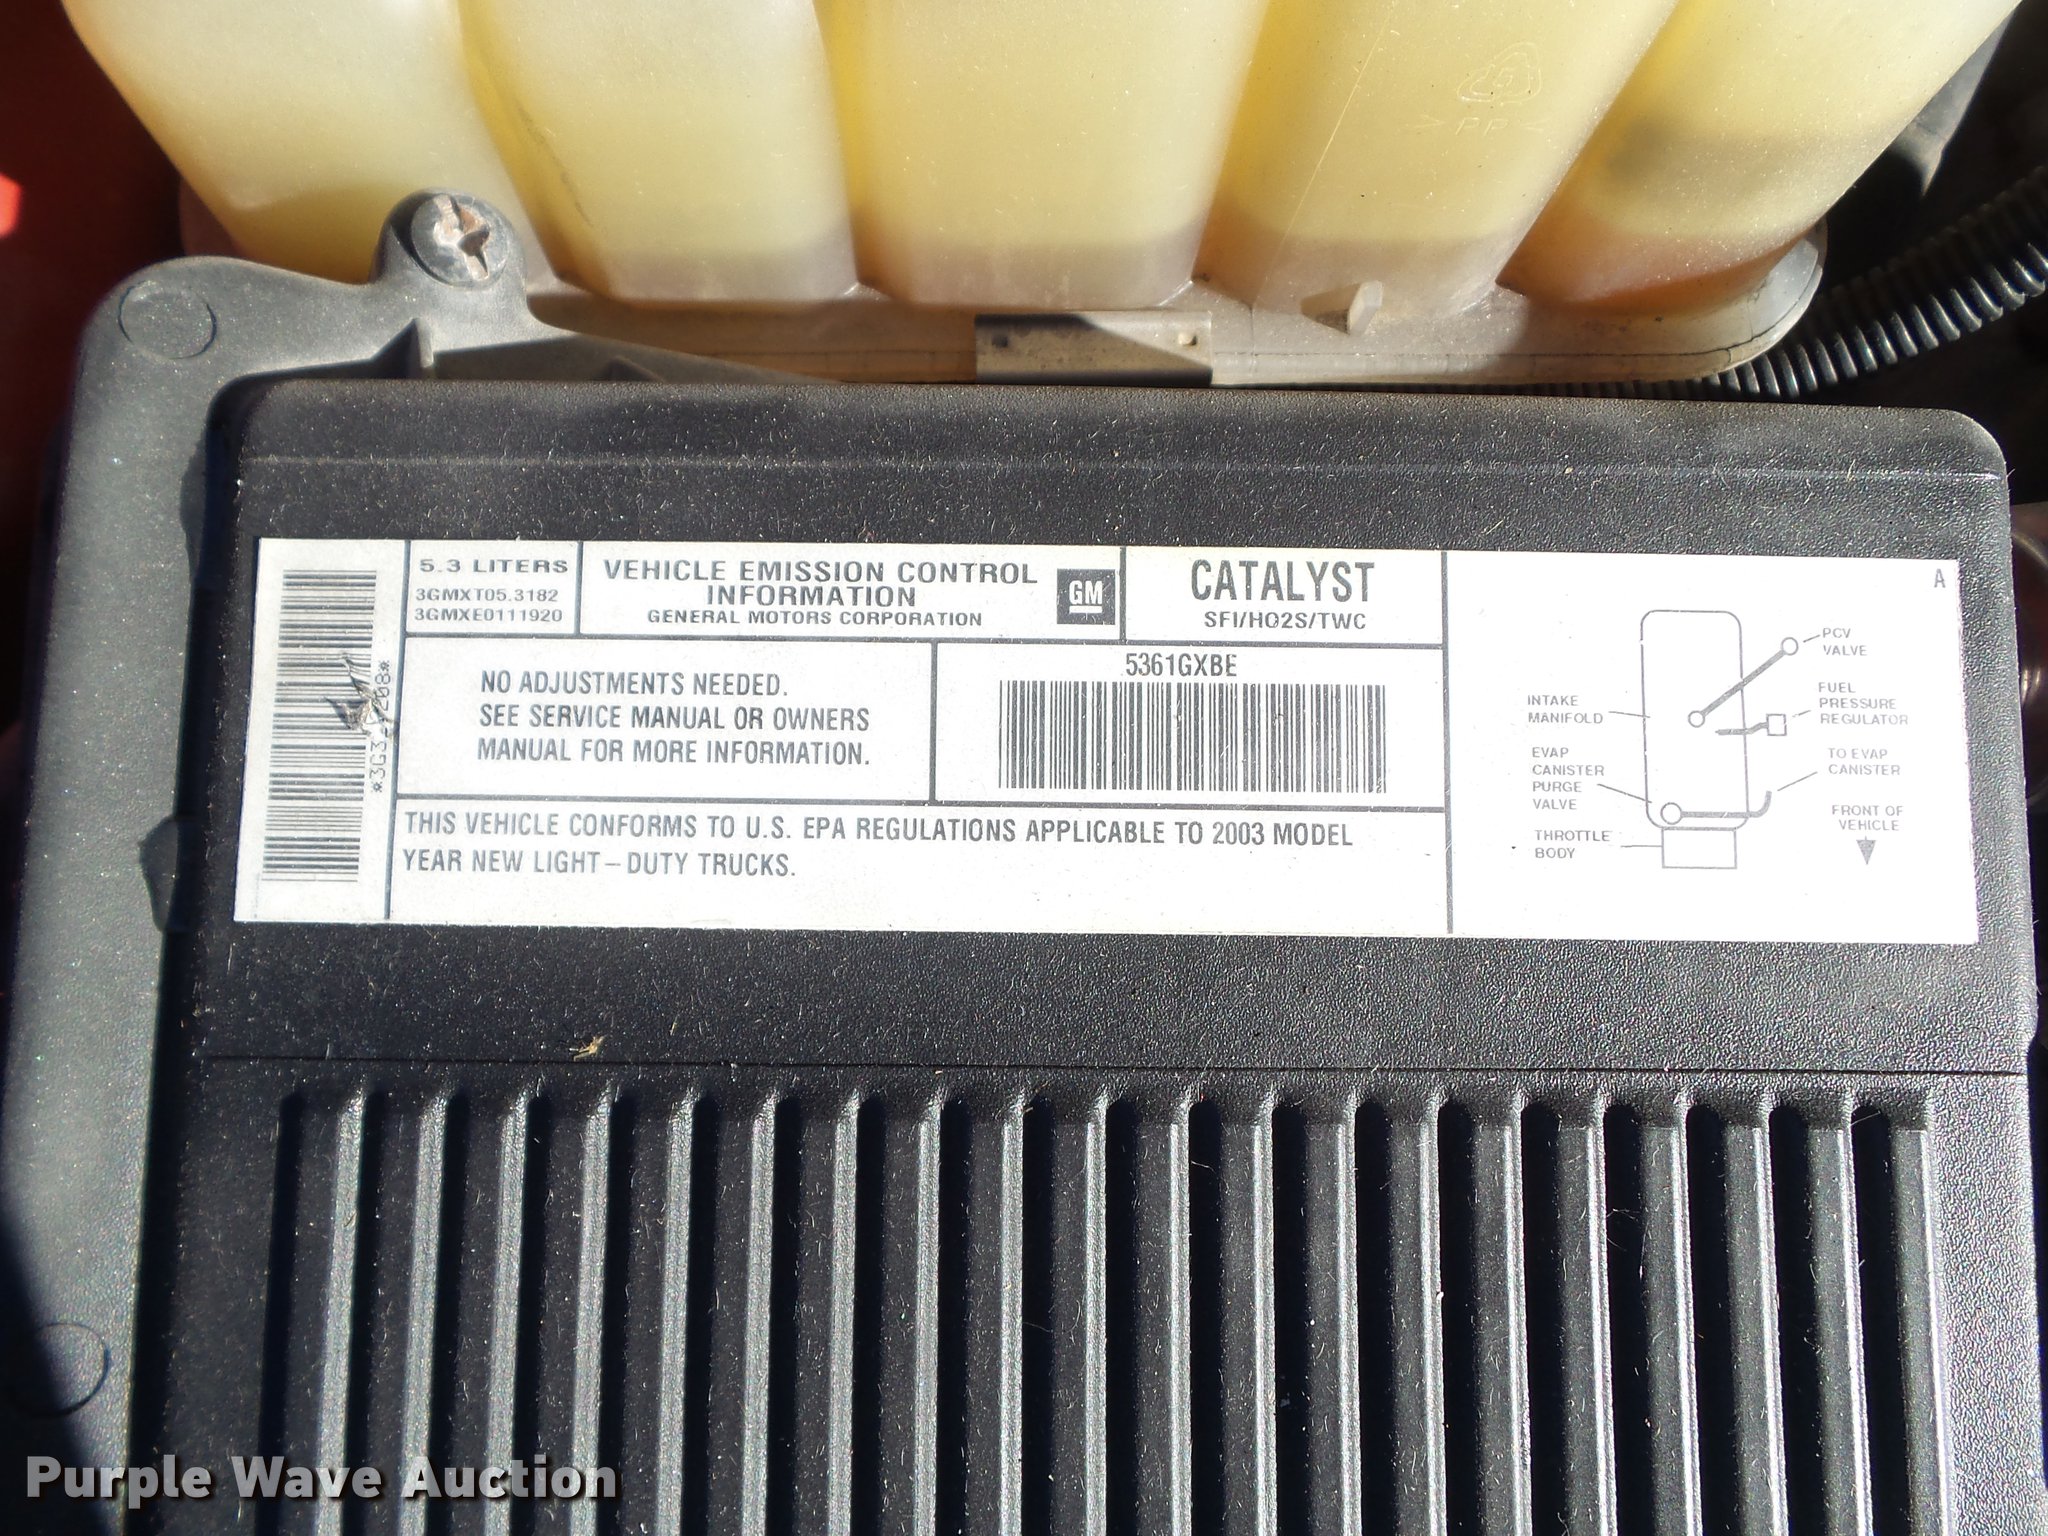 > PP <
5.3 LITERS
3GMXT05.3182
3GMXE0111920
VEHICLE EMISSION CONTROL
INFORMATION
GENERAL MOTORS CORPORATION
GM
CATALYST
SFI/HO2S/TWC
A
NO ADJUSTMENTS NEEDED.
SEE SERVICE MANUAL OR OWNERS
MANUAL FOR MORE INFORMATION.
5361GXBE
THIS VEHICLE CONFORMS TO U.S. EPA REGULATIONS APPLICABLE TO 2003 MODEL
YEAR NEW LIGHT-DUTY TRUCKS.
PCV
VALVE
FUEL
PRESSURE
REGULATOR
INTAKE
MANIFOLD
EVAP
CANISTER
PURGE
VALVE
TO EVAP
CANISTER
THROTTLE
BODY
FRONT OF
VEHICLE
Purple Wave Auction